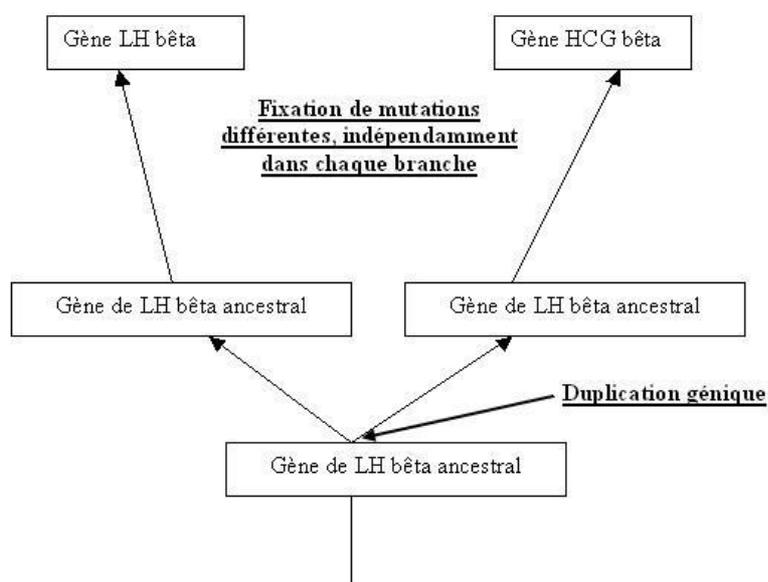 Gène LH bêta
Gène HCG bêta
Fixation de mutations
différentes, indépendamment
dans chaque branche
Gène de LH bêta ancestral
Gène de LH bêta ancestral
Duplication génique
Gène de LH bêta ancestral